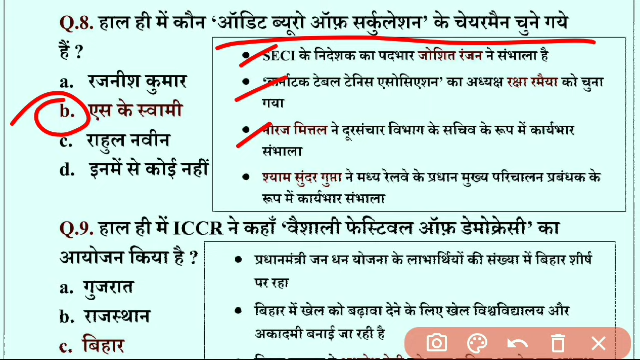 Q.8. हाल ही में कौन ‘ऑडिट ब्यूरो ऑफ़ सर्कुलेशन’ के चेयरमैन चुने गये
हैं ?
a. रजनीश कुमार
b. एस के स्वामी
c. राहुल नवीन
d. इनमें से कोई नहीं
• SECI के निदेशक का पदभार जोशित रंजन ने संभाला है
• ‘कर्नाटक टेबल टेनिस एसोसिएशन’ का अध्यक्ष रक्षा रमैया को चुना
गया
• नीरज मित्तल ने दूरसंचार विभाग के सचिव के रूप में कार्यभार
संभाला
• श्याम सुंदर गुप्ता ने मध्य रेलवे के प्रधान मुख्य परिचालन प्रबंधक के
रूप में कार्यभार संभाला
Q.9. हाल ही में ICCR ने कहाँ ‘वैशाली फेस्टिवल ऑफ़ डेमोक्रेसी’ का
आयोजन किया है ?
a. गुजरात
b. राजस्थान
c. बिहार
• प्रधानमंत्री जन धन योजना के लाभार्थियों की संख्या में बिहार शीर्ष
पर रहा
• बिहार में खेल को बढ़ावा देने के लिए खेल विश्वविद्यालय और
अकादमी बनाई जा रही है